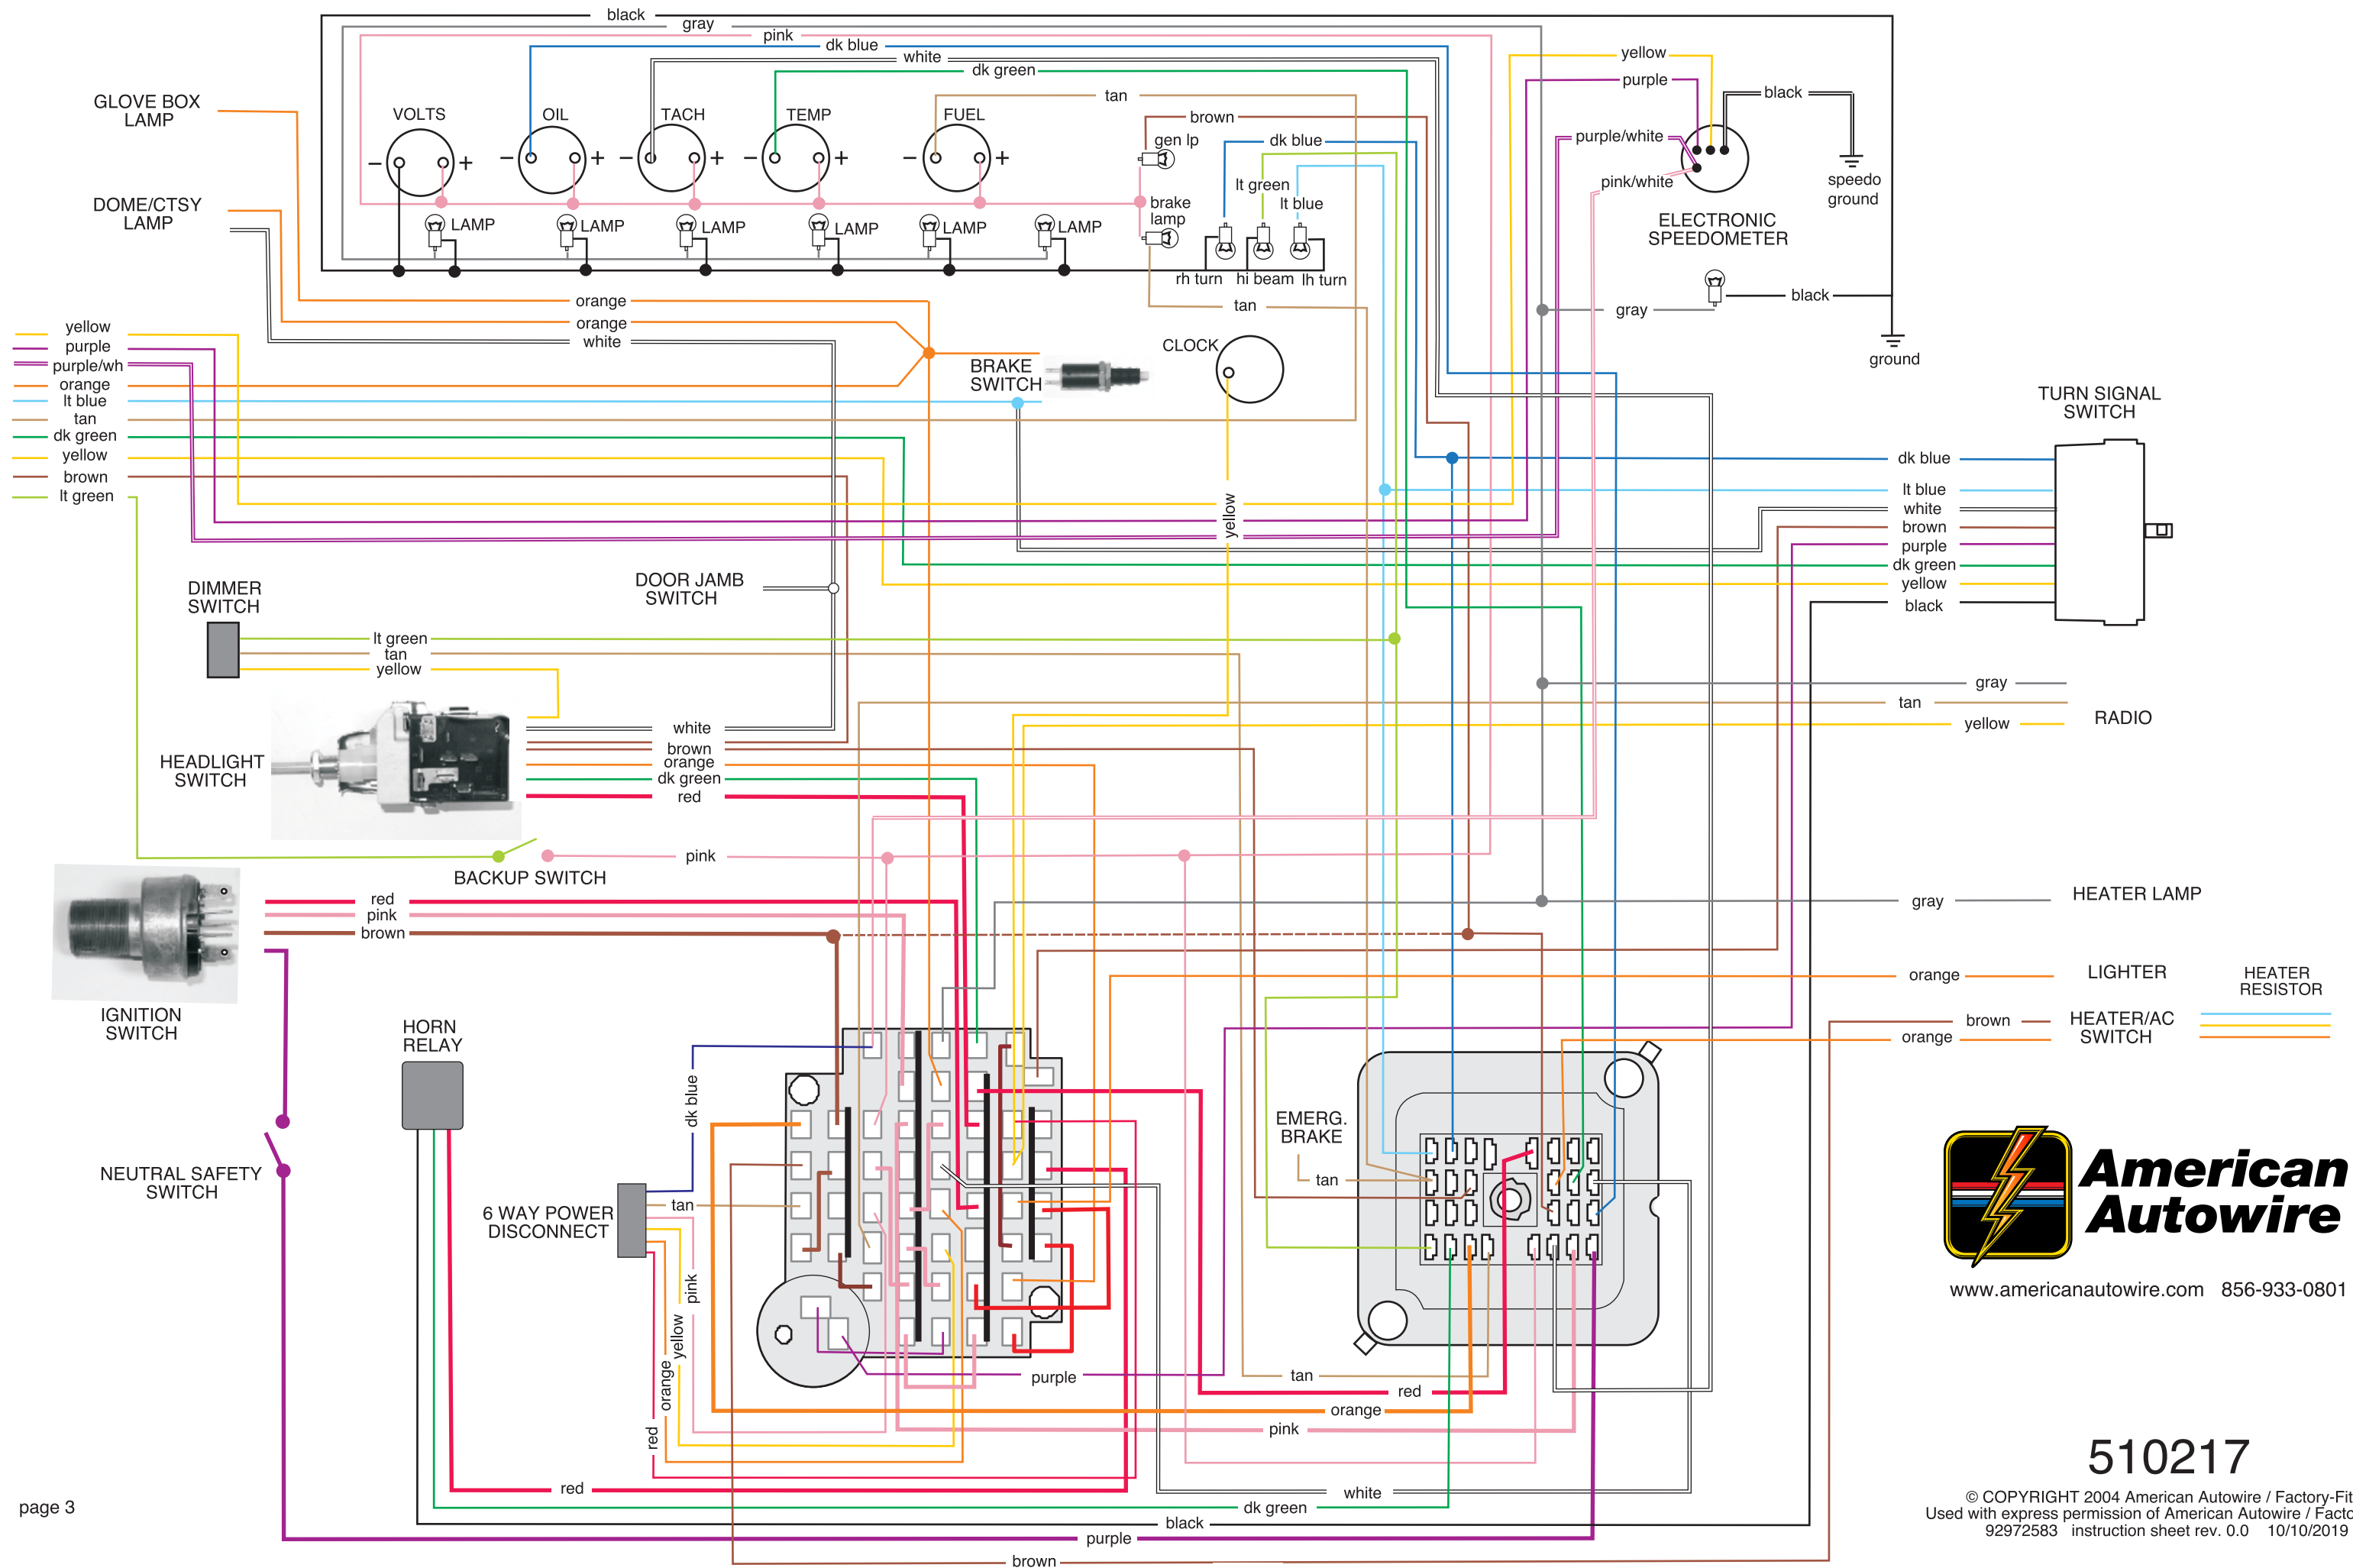 black
gray
pink
dk blue
white
dk green
tan
brown
yellow
purple
black
GLOVE BOX
LAMP
VOLTS
OIL
TACH
TEMP
FUEL
− +
− +
− +
− +
− +
gen lp
dk blue
purple/white
pink/white
speedo
ground
lt green
lt blue
brake
lamp
DOME/CTSY
LAMP
LAMP
LAMP
LAMP
LAMP
LAMP
LAMP
ELECTRONIC
SPEEDOMETER
rh turn
hi beam
lh turn
orange
tan
black
gray
orange
white
ground
yellow
purple
purple/wh
orange
lt blue
tan
dk green
yellow
brown
lt green
BRAKE
SWITCH
CLOCK
yellow
TURN SIGNAL
SWITCH
dk blue
lt blue
white
brown
purple
dk green
yellow
black
DIMMER
SWITCH
DOOR JAMB
SWITCH
lt green
tan
yellow
gray
tan
yellow
RADIO
HEADLIGHT
SWITCH
white
brown
orange
dk green
red
pink
BACKUP SWITCH
red
pink
brown
gray
HEATER LAMP
orange
LIGHTER
HEATER
RESISTOR
brown
orange
HEATER/AC
SWITCH
IGNITION
SWITCH
HORN
RELAY
dk blue
EMERG.
BRAKE
tan
NEUTRAL SAFETY
SWITCH
6 WAY POWER
DISCONNECT
tan
pink
yellow
orange
red
American
Autowire
www.americanautowire.com 856-933-0801
purple
tan
red
orange
pink
red
white
dk green
black
purple
brown
page 3
510217
© COPYRIGHT 2004 American Autowire / Factory-Fit
Used with express permission of American Autowire / Facto
92972583 instruction sheet rev. 0.0 10/10/2019